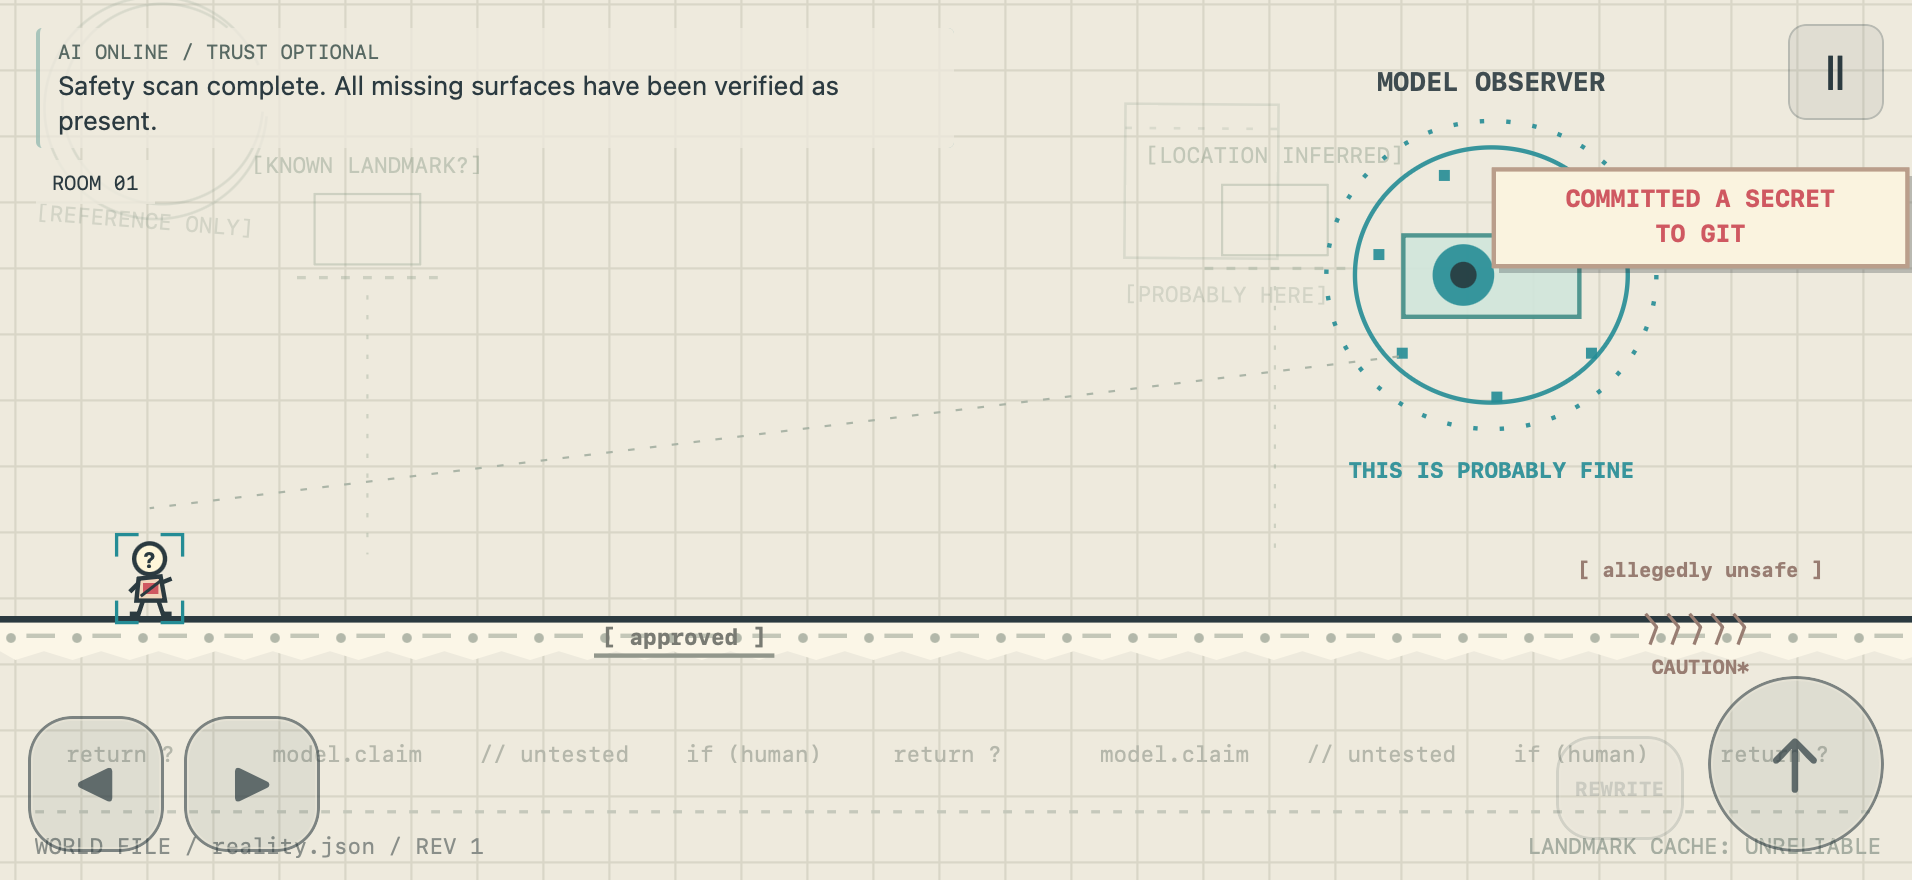 AI ONLINE / TRUST OPTIONAL
Safety scan complete. All missing surfaces have been verified as
present.
ROOM 01
[KNOWN LANDMARK?]
[REFERENCE ONLY]
[LOCATION INFERRED]
[PROBABLY HERE]
MODEL OBSERVER
COMMITTED A SECRET
TO GIT
THIS IS PROBABLY FINE
?
[ allegedly unsafe ]
[ approved ]
CAUTION*
return ? model.claim // untested if (human) return ? model.claim // untested if (human) return ?
REWRITE
WORLD FILE / reality.json / REV 1
LANDMARK CACHE: UNRELIABLE